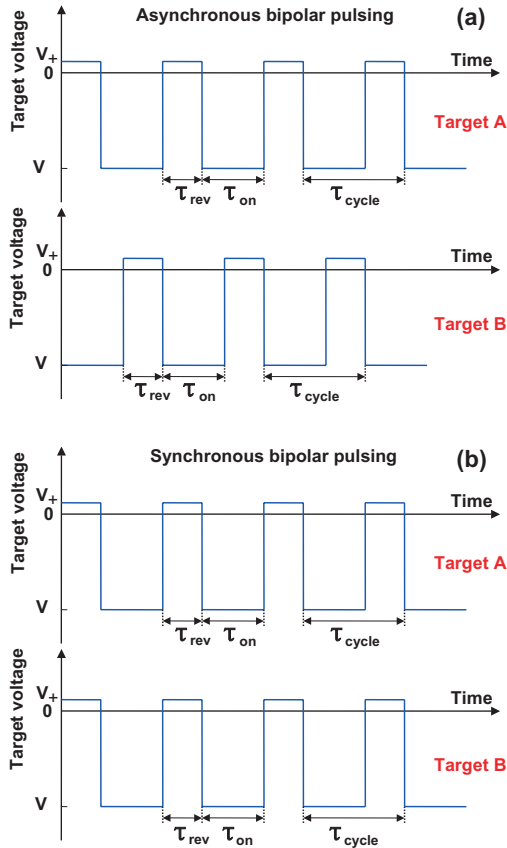 Asynchronous bipolar pulsing (a)
Target voltage
V+
0
Time
Target A
V
τrev τon τcycle
Target voltage
V+
0
Time
Target B
V
τrev τon τcycle
Synchronous bipolar pulsing (b)
Target voltage
V+
0
Time
Target A
V
τrev τon τcycle
Target voltage
V+
0
Time
Target B
V
τrev τon τcycle